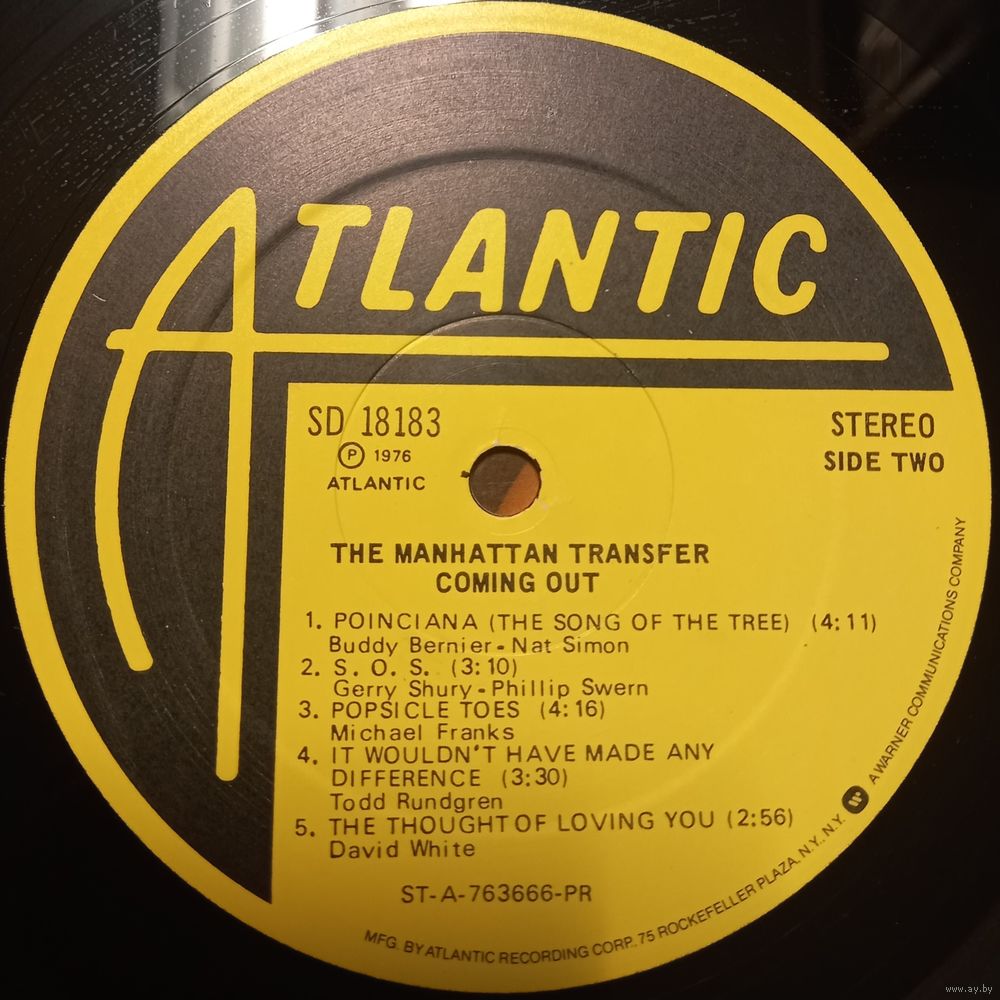 ATLANTIC
SD 18183
Ⓟ 1976
ATLANTIC
STEREO
SIDE TWO
THE MANHATTAN TRANSFER
COMING OUT
1. POINCIANA (THE SONG OF THE TREE) (4:11)
Buddy Bernier-Nat Simon
2. S. O. S. (3:10)
Gerry Shury-Phillip Swern
3. POPSICLE TOES (4:16)
Michael Franks
4. IT WOULDN'T HAVE MADE ANY
DIFFERENCE (3:30)
Todd Rundgren
5. THE THOUGHT OF LOVING YOU (2:56)
David White
ST-A-763666-PR
MFG. BY ATLANTIC RECORDING CORP., 75 ROCKEFELLER PLAZA, N.Y., N.Y. A WARNER COMMUNICATIONS COMPANY
www.ay.by